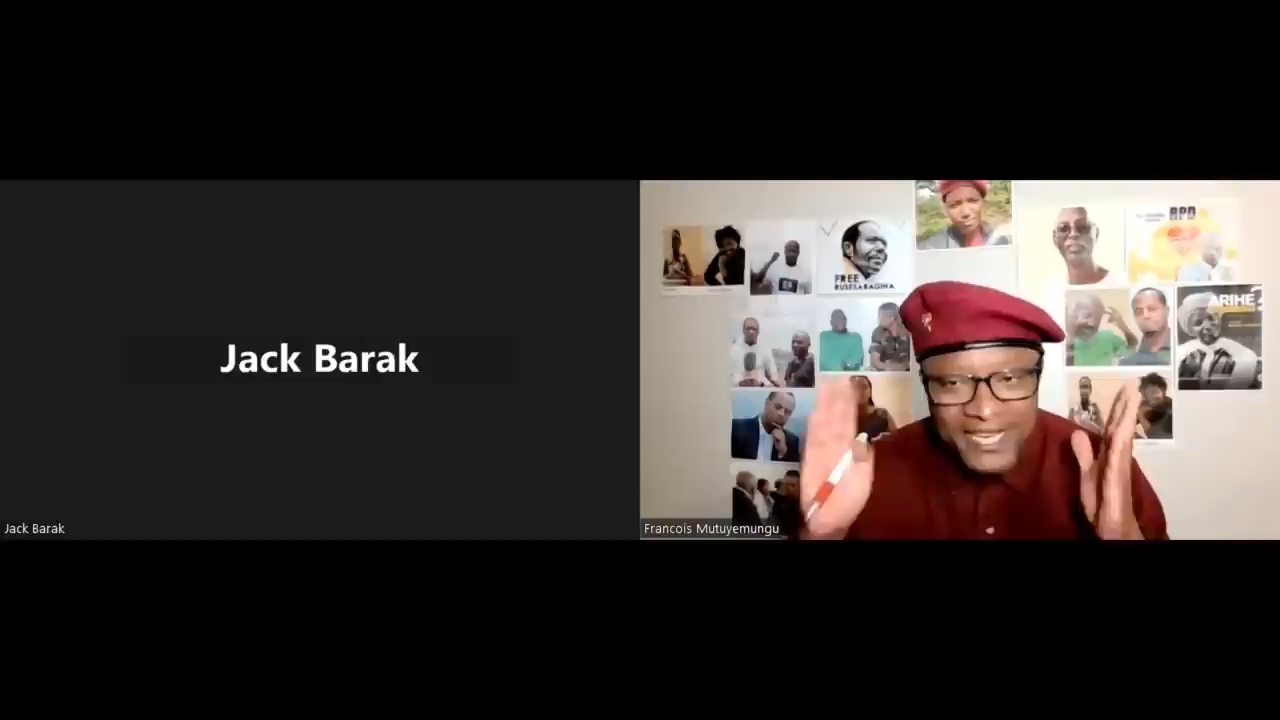 Jack Barak
Jack Barak
FREE
RUSESABAGINA
RPD
ARIHE?
Francois Mutuyemungu